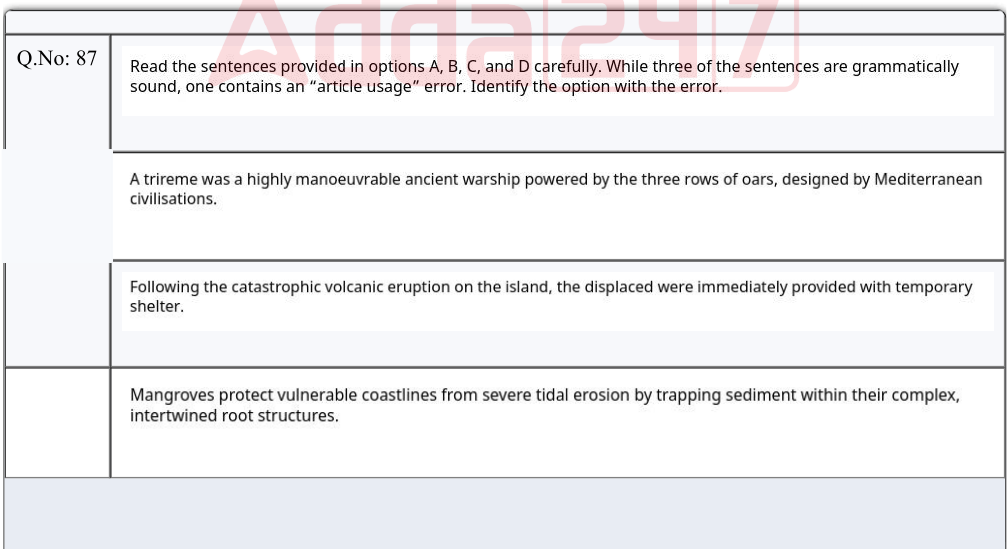 Adda247
Q.No: 87
Read the sentences provided in options A, B, C, and D carefully. While three of the sentences are grammatically
sound, one contains an “article usage” error. Identify the option with the error.
A trireme was a highly manoeuvrable ancient warship powered by the three rows of oars, designed by Mediterranean
civilisations.
Following the catastrophic volcanic eruption on the island, the displaced were immediately provided with temporary
shelter.
Mangroves protect vulnerable coastlines from severe tidal erosion by trapping sediment within their complex,
intertwined root structures.